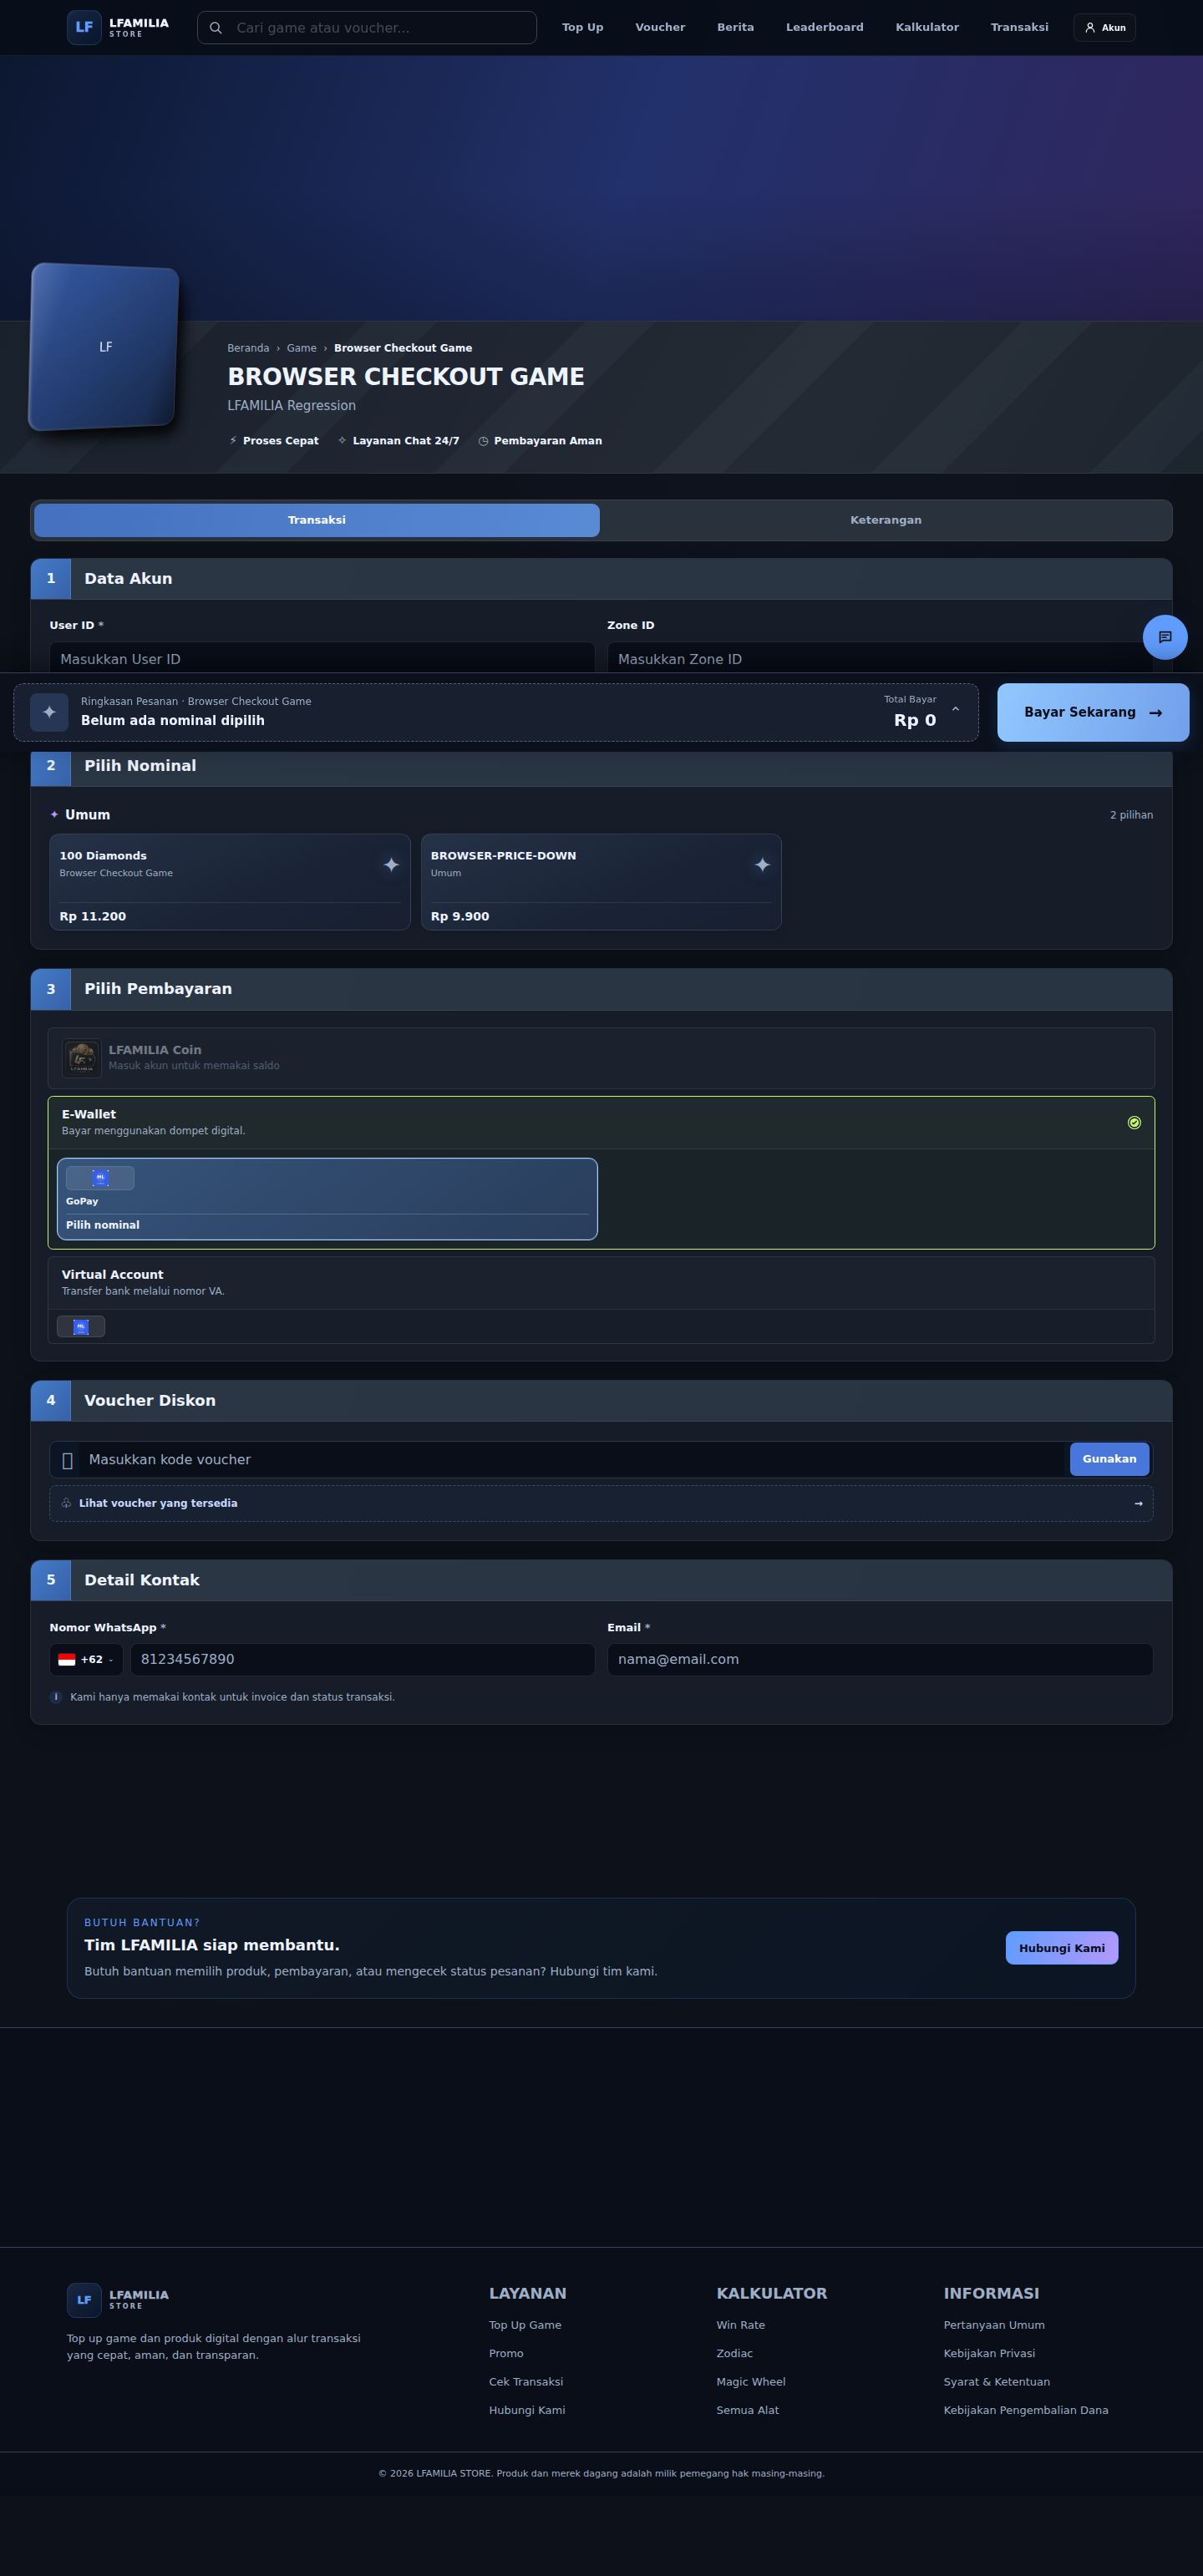 LF
LFAMILIA
STORE
Cari game atau voucher...
Top Up
Voucher
Berita
Leaderboard
Kalkulator
Transaksi
Akun
LF
Beranda › Game › Browser Checkout Game
BROWSER CHECKOUT GAME
LFAMILIA Regression
Proses Cepat
Layanan Chat 24/7
Pembayaran Aman
Transaksi
Keterangan
1
Data Akun
User ID *
Zone ID
Masukkan User ID
Masukkan Zone ID
Ringkasan Pesanan · Browser Checkout Game
Belum ada nominal dipilih
Total Bayar
Rp 0
Bayar Sekarang →
2
Pilih Nominal
Umum
2 pilihan
100 Diamonds
Browser Checkout Game
Rp 11.200
BROWSER-PRICE-DOWN
Umum
Rp 9.900
3
Pilih Pembayaran
LFAMILIA Coin
Masuk akun untuk memakai saldo
E-Wallet
Bayar menggunakan dompet digital.
ML
GoPay
Pilih nominal
Virtual Account
Transfer bank melalui nomor VA.
ML
4
Voucher Diskon
Masukkan kode voucher
Gunakan
Lihat voucher yang tersedia →
5
Detail Kontak
Nomor WhatsApp *
Email *
+62
81234567890
nama@email.com
i Kami hanya memakai kontak untuk invoice dan status transaksi.
BUTUH BANTUAN?
Tim LFAMILIA siap membantu.
Butuh bantuan memilih produk, pembayaran, atau mengecek status pesanan? Hubungi tim kami.
Hubungi Kami
LF
LFAMILIA
STORE
Top up game dan produk digital dengan alur transaksi
yang cepat, aman, dan transparan.
LAYANAN
Top Up Game
Promo
Cek Transaksi
Hubungi Kami
KALKULATOR
Win Rate
Zodiac
Magic Wheel
Semua Alat
INFORMASI
Pertanyaan Umum
Kebijakan Privasi
Syarat & Ketentuan
Kebijakan Pengembalian Dana
© 2026 LFAMILIA STORE. Produk dan merek dagang adalah milik pemegang hak masing-masing.